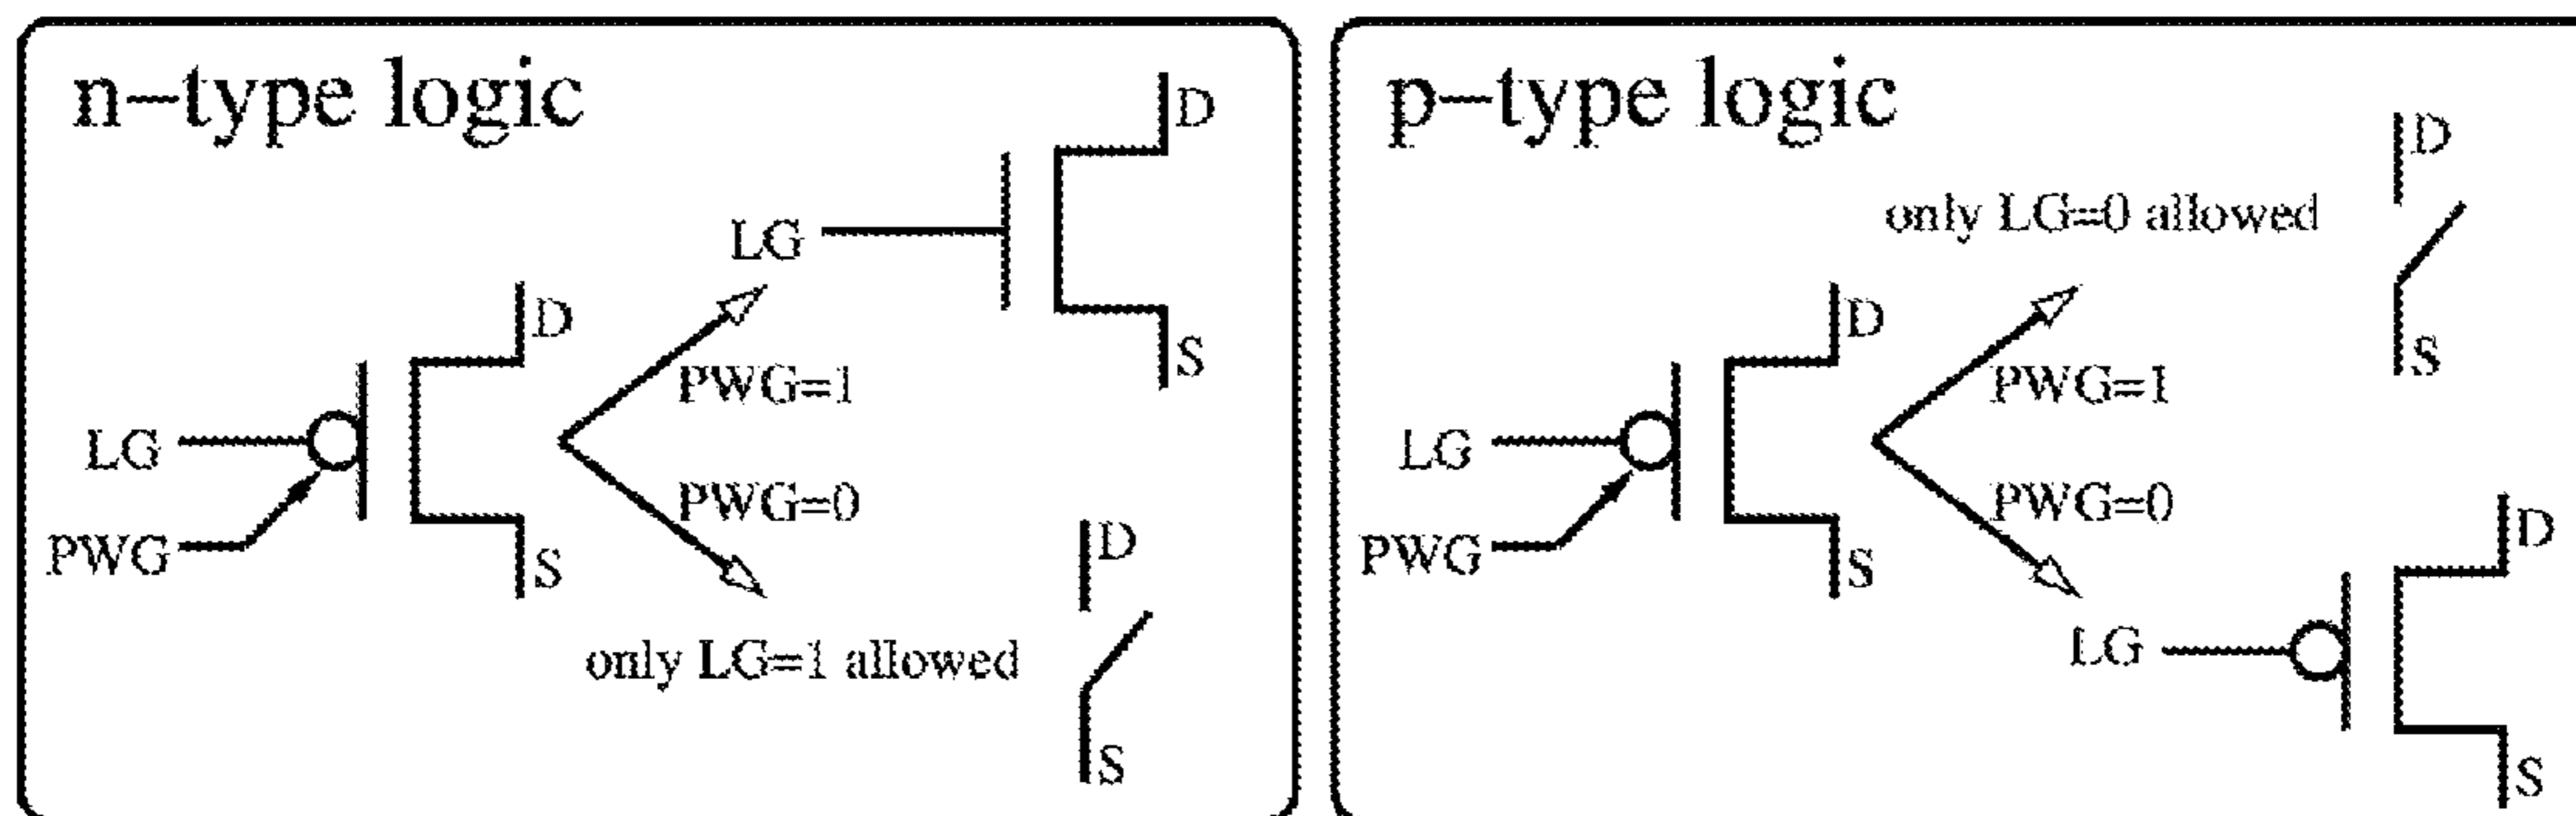 n–type logic
D
LG
S
D
LG
PWG
S
PWG=1
PWG=0
only LG=1 allowed
D
S
p–type logic
only LG=0 allowed
D
S
D
LG
PWG
S
PWG=1
PWG=0
LG
D
S